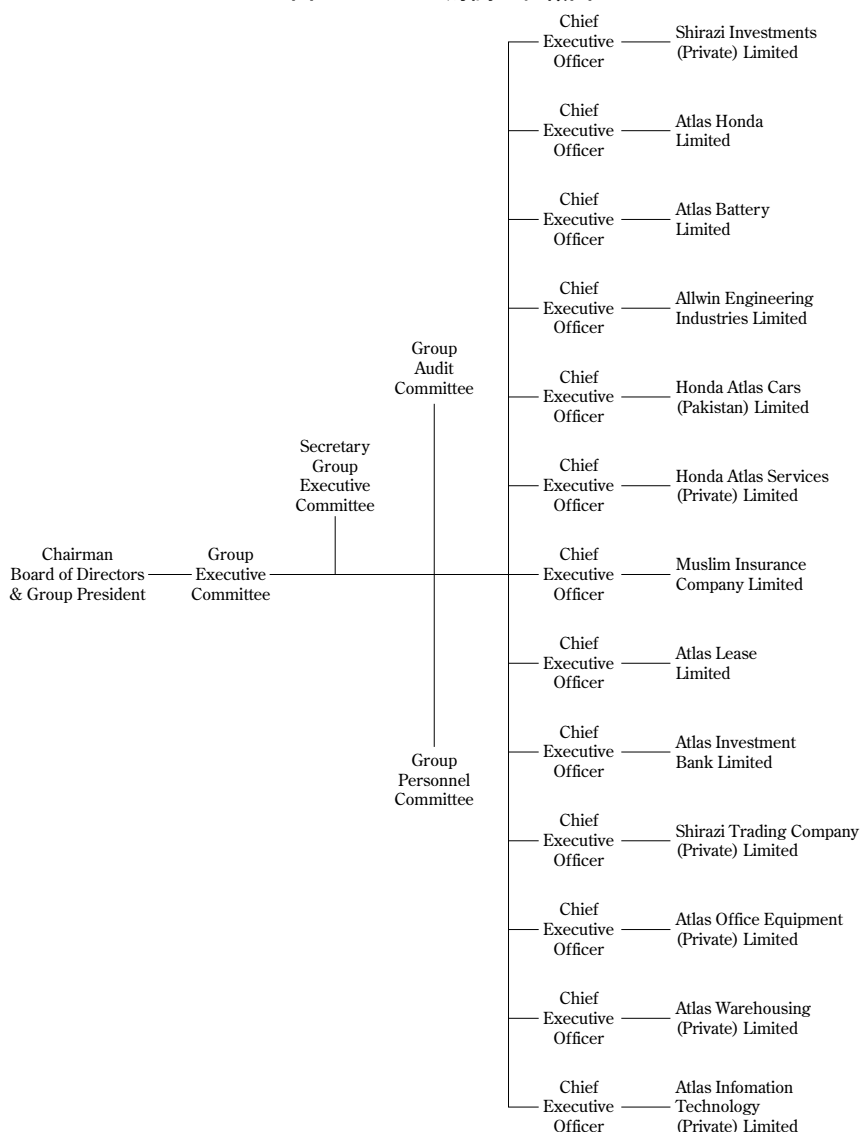 Chief
Executive
Officer
Shirazi Investments
(Private) Limited
Chief
Executive
Officer
Atlas Honda
Limited
Chief
Executive
Officer
Atlas Battery
Limited
Chief
Executive
Officer
Allwin Engineering
Industries Limited
Group
Audit
Committee
Chief
Executive
Officer
Honda Atlas Cars
(Pakistan) Limited
Secretary
Group
Executive
Committee
Chief
Executive
Officer
Honda Atlas Services
(Private) Limited
Chairman
Board of Directors
& Group President
Group
Executive
Committee
Chief
Executive
Officer
Muslim Insurance
Company Limited
Chief
Executive
Officer
Atlas Lease
Limited
Group
Personnel
Committee
Chief
Executive
Officer
Atlas Investment
Bank Limited
Chief
Executive
Officer
Shirazi Trading Company
(Private) Limited
Chief
Executive
Officer
Atlas Office Equipment
(Private) Limited
Chief
Executive
Officer
Atlas Warehousing
(Private) Limited
Chief
Executive
Officer
Atlas Infomation
Technology
(Private) Limited